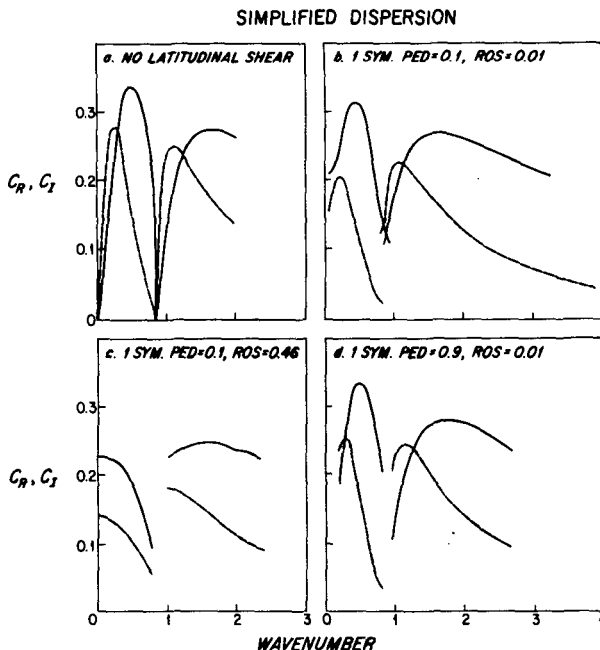 SIMPLIFIED DISPERSION
a. NO LATITUDINAL SHEAR
b. 1 SYM. PED=0.1, ROS=0.01
0.3
0.2
0.1
0
C_R, C_I
c. 1 SYM. PED=0.1, ROS=0.46
d. 1 SYM. PED=0.9, ROS=0.01
0.3
0.2
0.1
C_R, C_I
0 1 2 3
0 1 2 3 4
WAVENUMBER